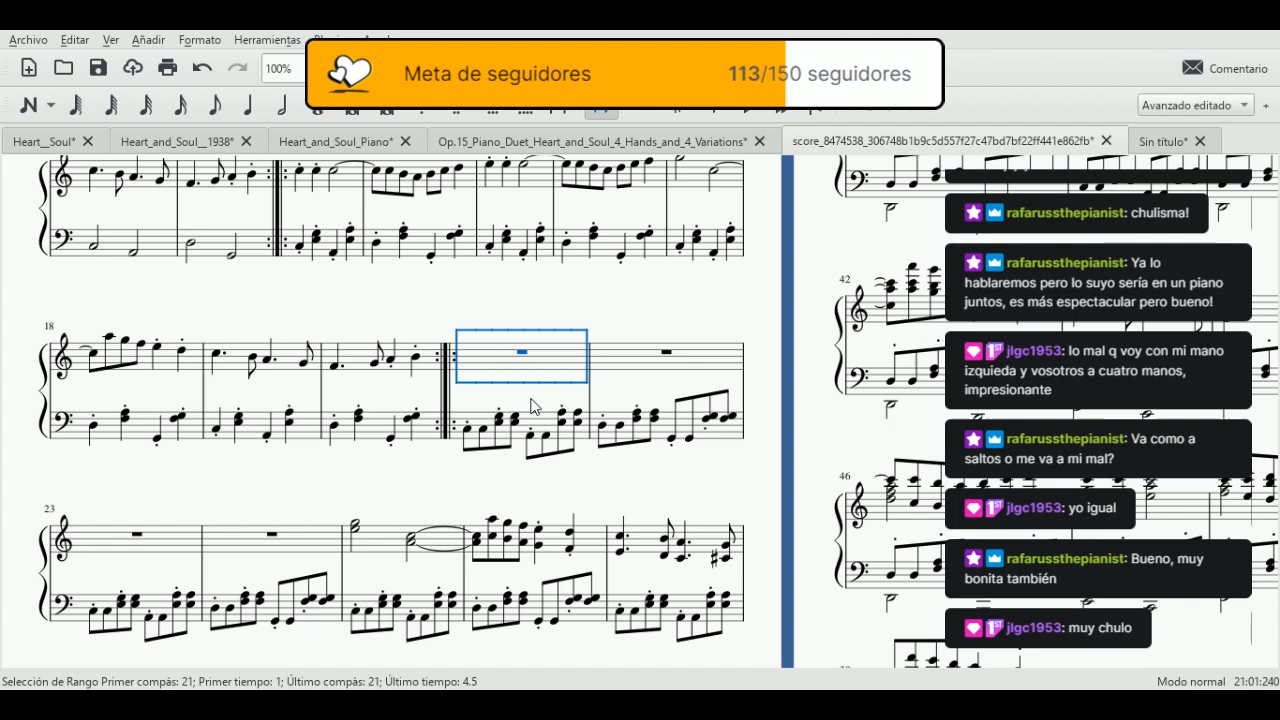 Archivo Editar Ver Añadir Formato Herramientas
Meta de seguidores 113/150 seguidores
100%
Comentario
Avanzado editado
Heart__Soul*
Heart_and_Soul__1938*
Heart_and_Soul_Piano*
Op.15_Piano_Duet_Heart_and_Soul_4_Hands_and_4_Variations*
score_8474538_306748b1b9c5d557f27c47bd7bf22ff441e862fb*
Sin título*
18
23
42
46
rafarussthepianist: chulisma!
rafarussthepianist: Ya lo
hablaremos pero lo suyo sería en un piano
juntos, es más espectacular pero bueno!
jlgc1953: lo mal q voy con mi mano
izquieda y vosotros a cuatro manos,
impresionante
rafarussthepianist: Va como a
saltos o me va a mi mal?
jlgc1953: yo igual
rafarussthepianist: Bueno, muy
bonita también
jlgc1953: muy chulo
Selección de Rango Primer compás: 21; Primer tiempo: 1; Último compás: 21; Último tiempo: 4.5
Modo normal 21:01:240